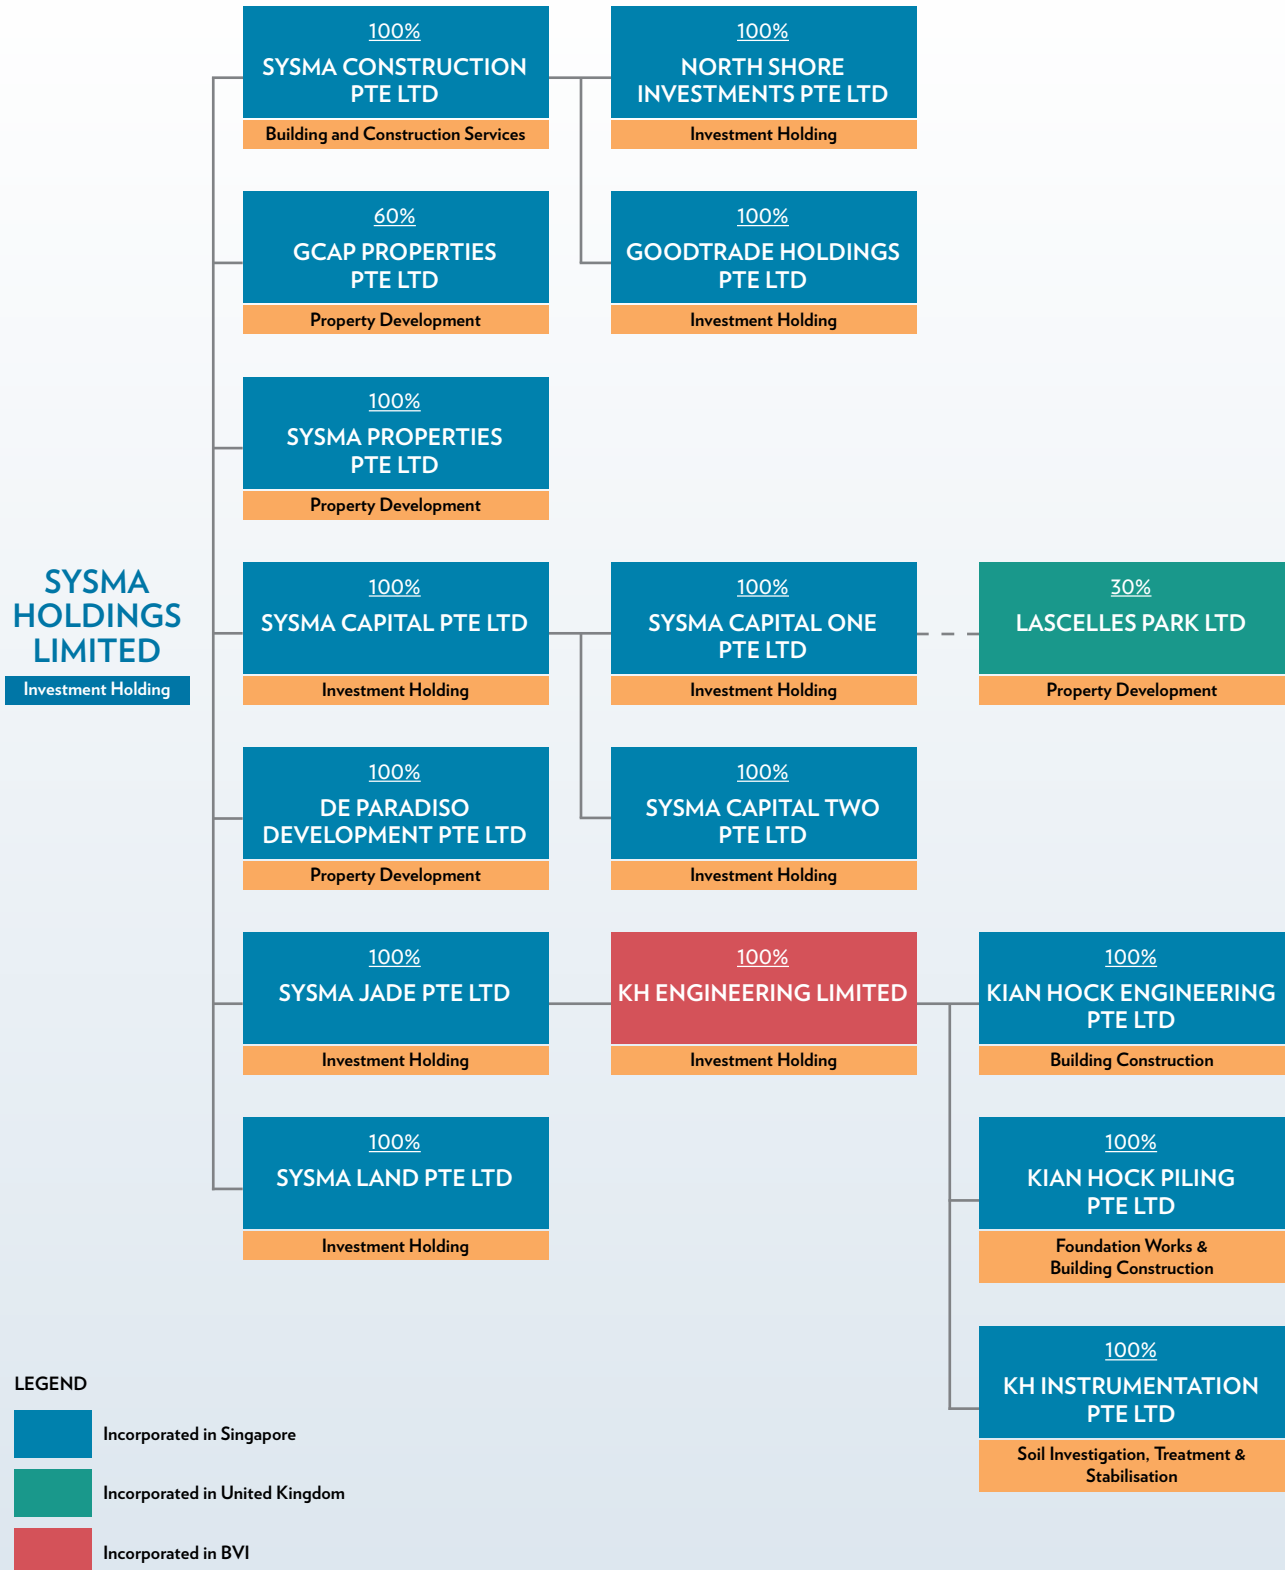 100%
SYSMA CONSTRUCTION
PTE LTD
Building and Construction Services
100%
NORTH SHORE
INVESTMENTS PTE LTD
Investment Holding
60%
GCAP PROPERTIES
PTE LTD
Property Development
100%
GOODTRADE HOLDINGS
PTE LTD
Investment Holding
100%
SYSMA PROPERTIES
PTE LTD
Property Development
SYSMA
HOLDINGS
LIMITED
Investment Holding
100%
SYSMA CAPITAL PTE LTD
Investment Holding
100%
SYSMA CAPITAL ONE
PTE LTD
Investment Holding
30%
LASCELLES PARK LTD
Property Development
100%
DE PARADISO
DEVELOPMENT PTE LTD
Property Development
100%
SYSMA CAPITAL TWO
PTE LTD
Investment Holding
100%
SYSMA JADE PTE LTD
Investment Holding
100%
KH ENGINEERING LIMITED
Investment Holding
100%
KIAN HOCK ENGINEERING
PTE LTD
Building Construction
100%
SYSMA LAND PTE LTD
Investment Holding
100%
KIAN HOCK PILING
PTE LTD
Foundation Works &
Building Construction
100%
KH INSTRUMENTATION
PTE LTD
Soil Investigation, Treatment &
Stabilisation
LEGEND
Incorporated in Singapore
Incorporated in United Kingdom
Incorporated in BVI